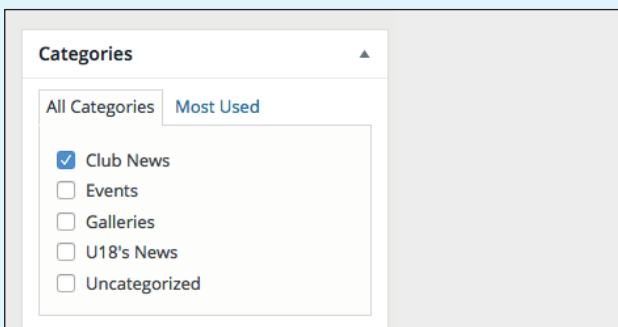 Categories
All Categories Most Used
Club News
Events
Galleries
U18's News
Uncategorized